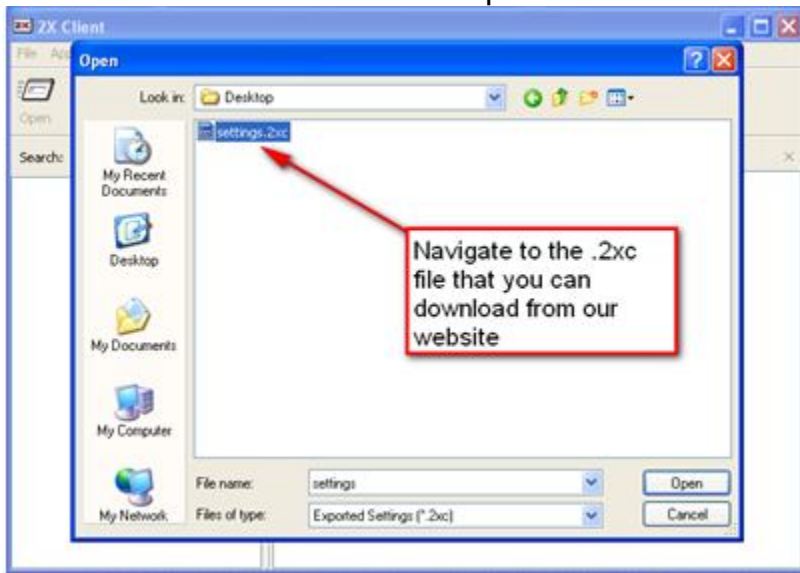 2X Client
File
Open
Look in:
Desktop
Open
Search:
settings.2xc
My Recent
Documents
Desktop
My Documents
My Computer
My Network
Navigate to the .2xc
file that you can
download from our
website
File name:
settings
Open
Files of type:
Exported Settings (*.2xc)
Cancel